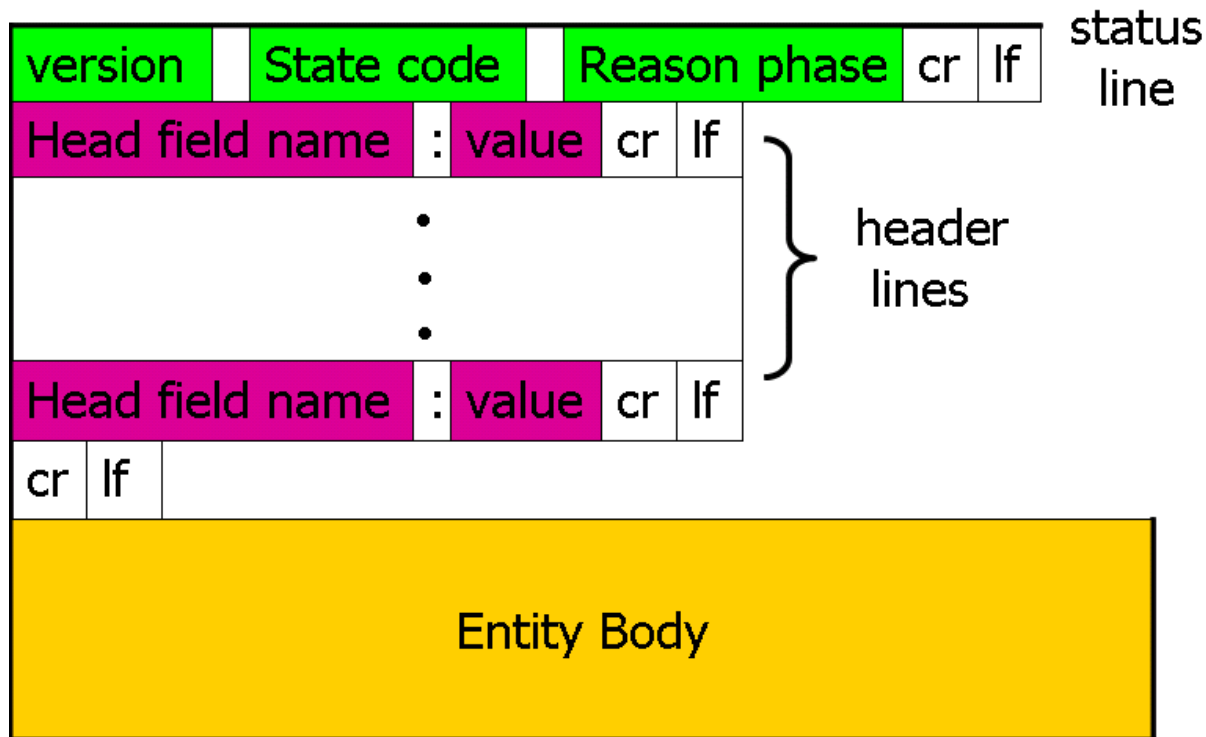 version State code Reason phase cr lf
status
line
Head field name : value cr lf
header
lines
Head field name : value cr lf
cr lf
Entity Body